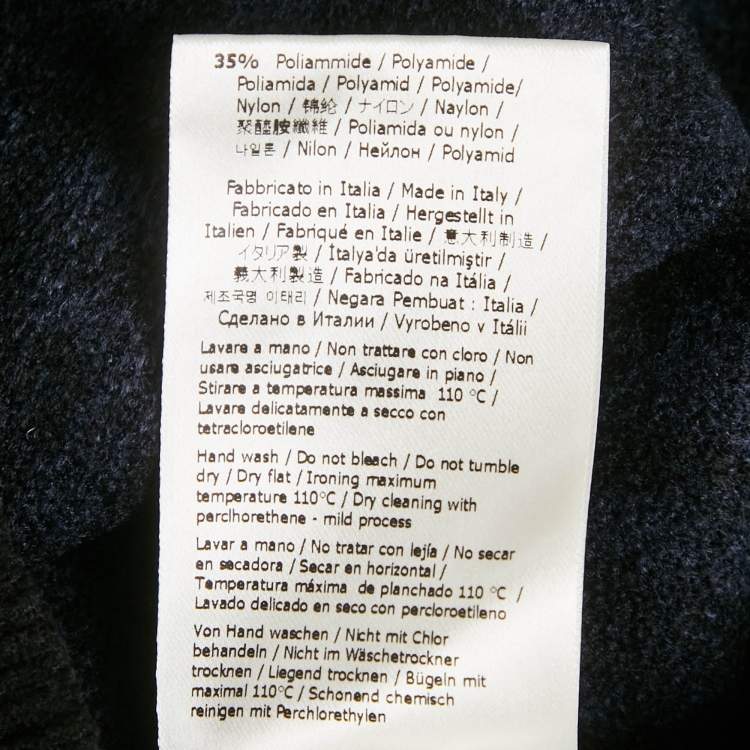 35% Poliammide / Polyamide /
Poliamida / Polyamid / Polyamide/
Nylon / 锦纶 / ナイロン / Naylon /
聚醯胺纖維 / Poliamida ou nylon /
나일론 / Nilon / Нейлон / Polyamid
Fabbricato in Italia / Made in Italy /
Fabricado en Italia / Hergestellt in
Italien / Fabriqué en Italie / 意大利制造 /
イタリア製 / İtalya'da üretilmiştir /
義大利製造 / Fabricado na Itália /
제조국명 이태리 / Negara Pembuat : Italia /
Сделано в Италии / Vyrobeno v Itálii
Lavare a mano / Non trattare con cloro / Non
usare asciugatrice / Asciugare in piano /
Stirare a temperatura massima 110 °C /
Lavare delicatamente a secco con
tetracloroetilene
Hand wash / Do not bleach / Do not tumble
dry / Dry flat / Ironing maximum
temperature 110°C / Dry cleaning with
perclhorethene - mild process
Lavar a mano / No tratar con lejía / No secar
en secadora / Secar en horizontal /
Temperatura máxima de planchado 110 °C /
Lavado delicado en seco con percloroetileno
Von Hand waschen / Nicht mit Chlor
behandeln / Nicht im Wäschetrockner
trocknen / Liegend trocknen / Bügeln mit
maximal 110°C / Schonend chemisch
reinigen mit Perchlorethylen